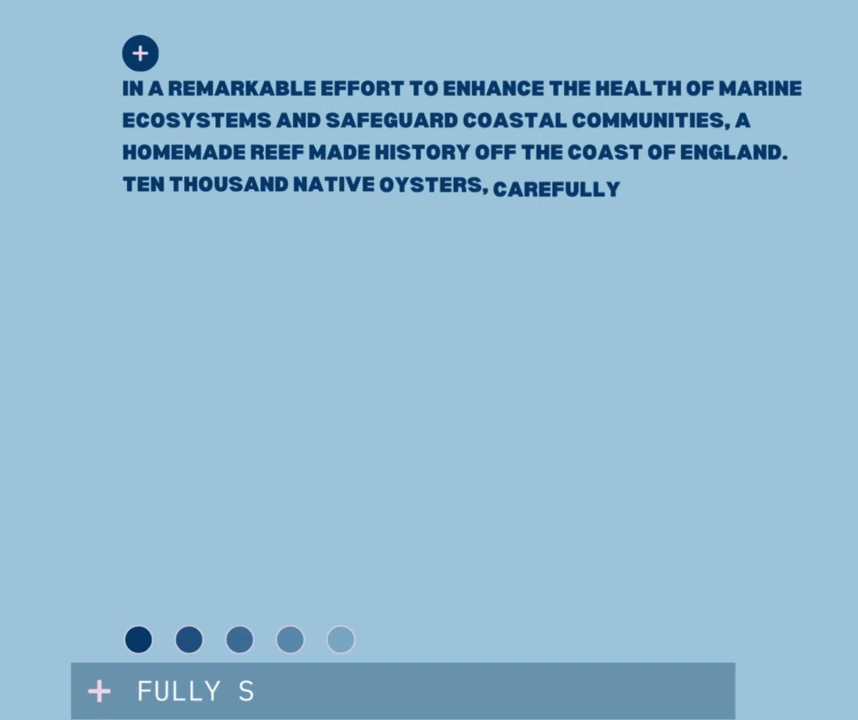 IN A REMARKABLE EFFORT TO ENHANCE THE HEALTH OF MARINE
ECOSYSTEMS AND SAFEGUARD COASTAL COMMUNITIES, A
HOMEMADE REEF MADE HISTORY OFF THE COAST OF ENGLAND.
TEN THOUSAND NATIVE OYSTERS, CAREFULLY
FULLY S